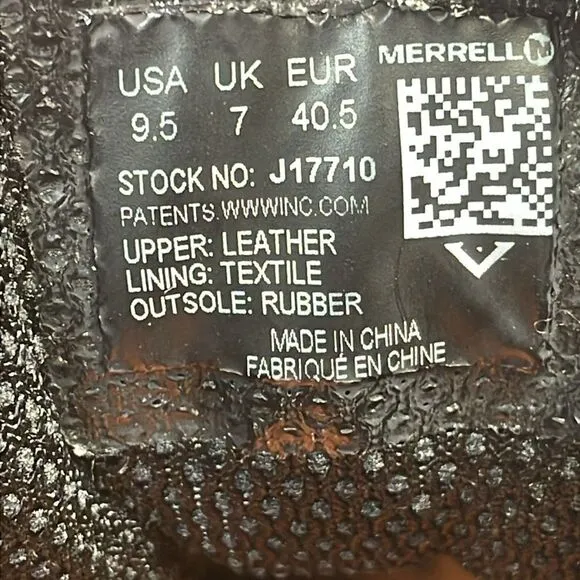 USA UK EUR
9.5 7 40.5
MERRELL M
STOCK NO: J17710
PATENTS.WWWINC.COM
UPPER: LEATHER
LINING: TEXTILE
OUTSOLE: RUBBER
MADE IN CHINA
FABRIQUÉ EN CHINE